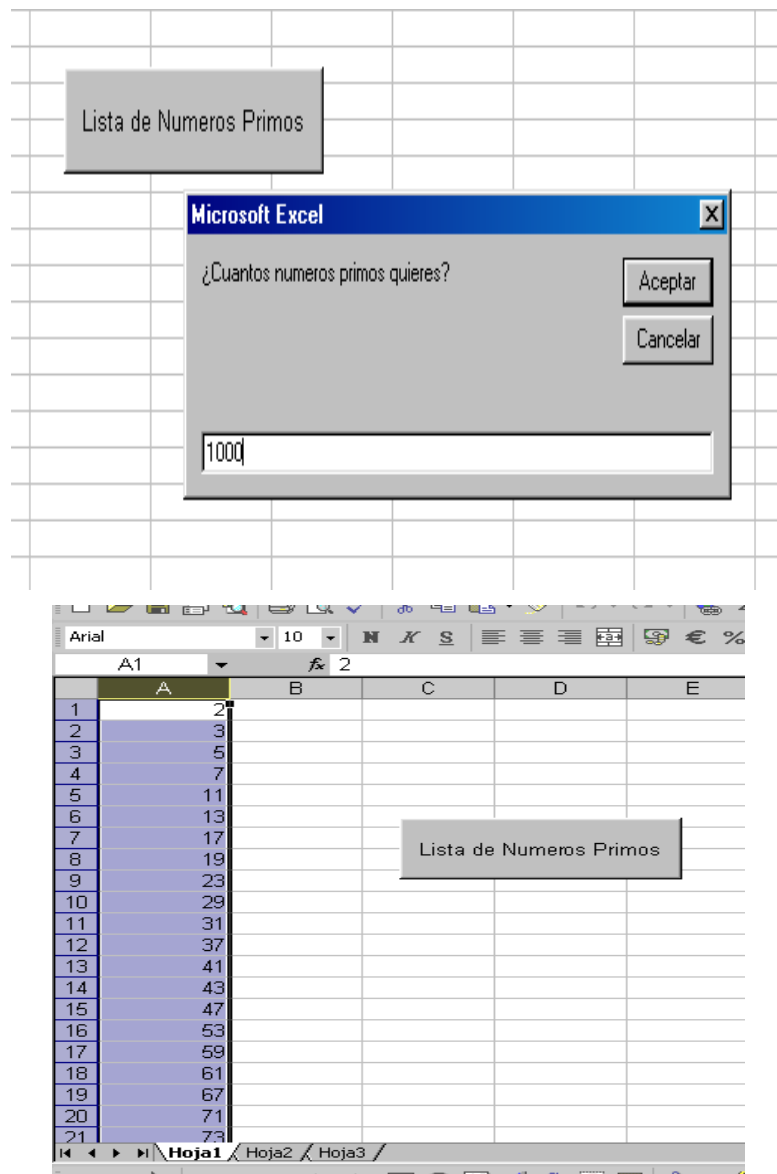 Lista de Numeros Primos
Microsoft Excel X
¿Cuantos numeros primos quieres?
Aceptar
Cancelar
1000
Arial 10 N K S € %
A1 fx 2
A B C D E
1 2
2 3
3 5
4 7
5 11
6 13
7 17
8 19
9 23
10 29
11 31
12 37
13 41
14 43
15 47
16 53
17 59
18 61
19 67
20 71
21 73
Lista de Numeros Primos
Hoja1 Hoja2 Hoja3